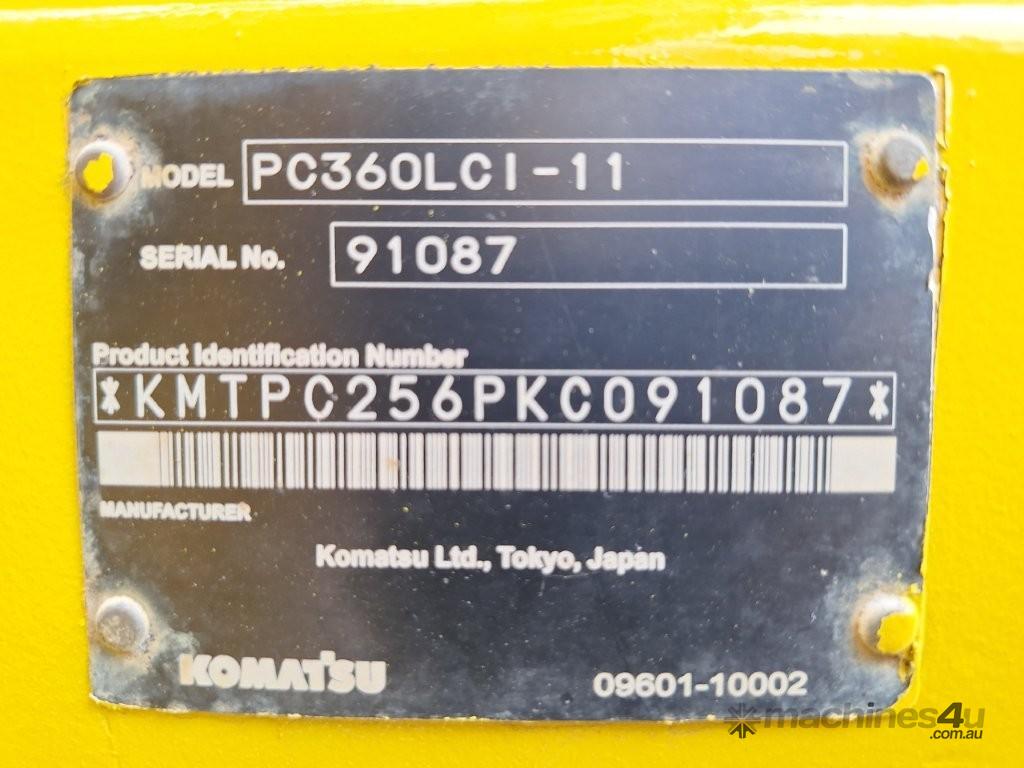 MODEL PC360LCI-11
SERIAL No. 91087
Product Identification Number
*KMTPC256PKC091087*
MANUFACTURER
Komatsu Ltd., Tokyo, Japan
KOMATSU 09601-10002
machines4u
.com.au